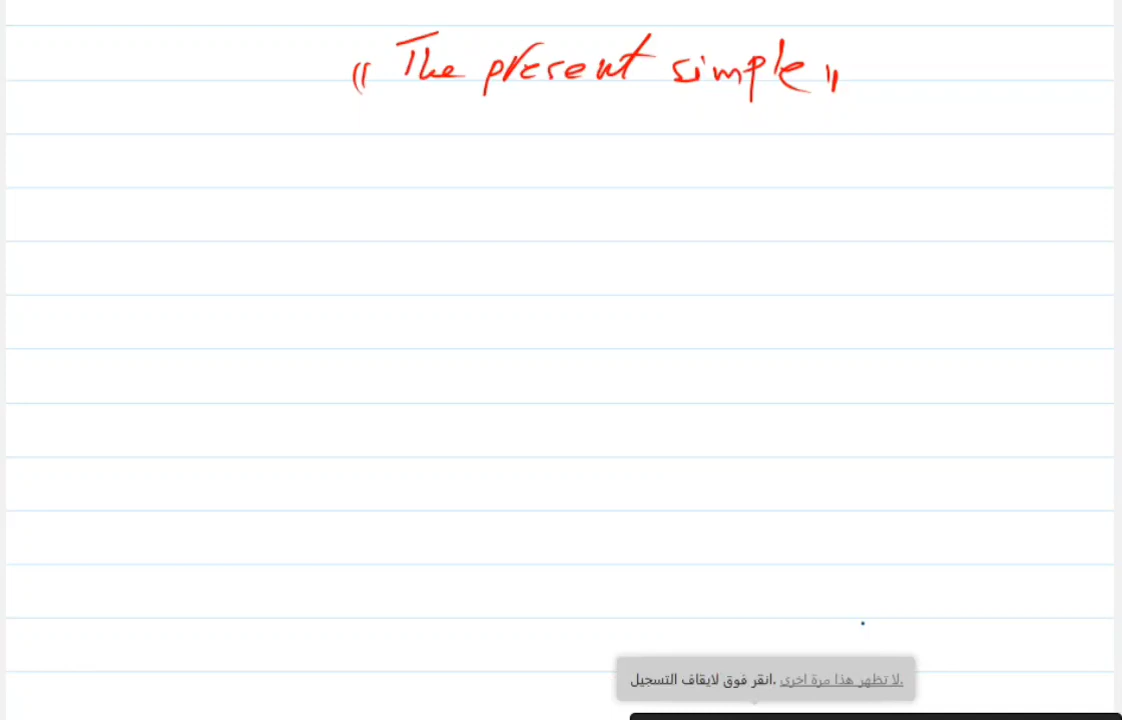 (( The present simple ))
انقر فوق لايقاف التسجيل. لا تظهر هذا مرة اخرى.